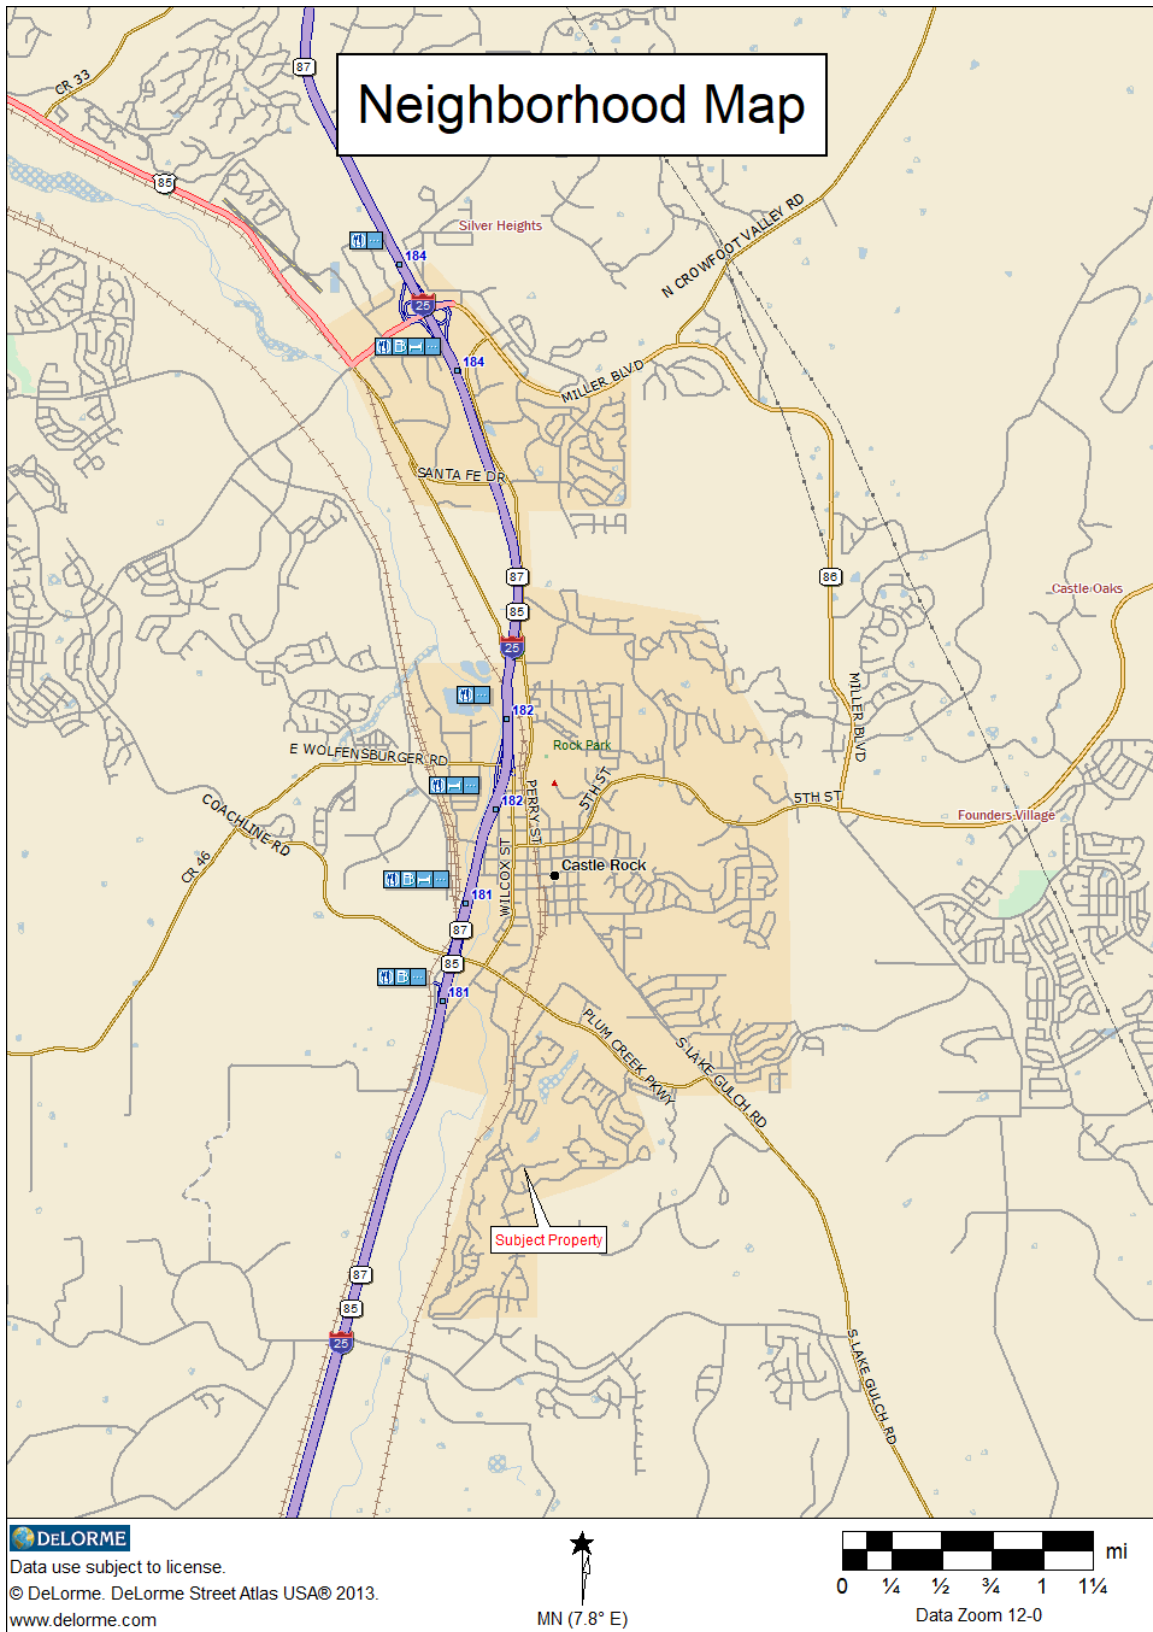 87
Neighborhood Map
CR 33
85
N CROWFOOT VALLEY RD
Silver Heights
184
25
184
MILLER BLVD
SANTA FE DR
87
86
Castle Oaks
85
25
182
MILLER BLVD
Rock Park
E WOLFENSBURGER RD
5TH ST
PERRY ST
182
5TH ST
COACHLINE RD
Founders Village
CR 46
WILCOX ST
Castle Rock
181
87
85
181
PLUM CREEK PKWY
S LAKE GULCH RD
Subject Property
87
85
25
S LAKE GULCH RD
DELORME
Data use subject to license.
© DeLorme. DeLorme Street Atlas USA® 2013.
www.delorme.com
MN (7.8° E)
mi
0 ¼ ½ ¾ 1 1¼
Data Zoom 12-0